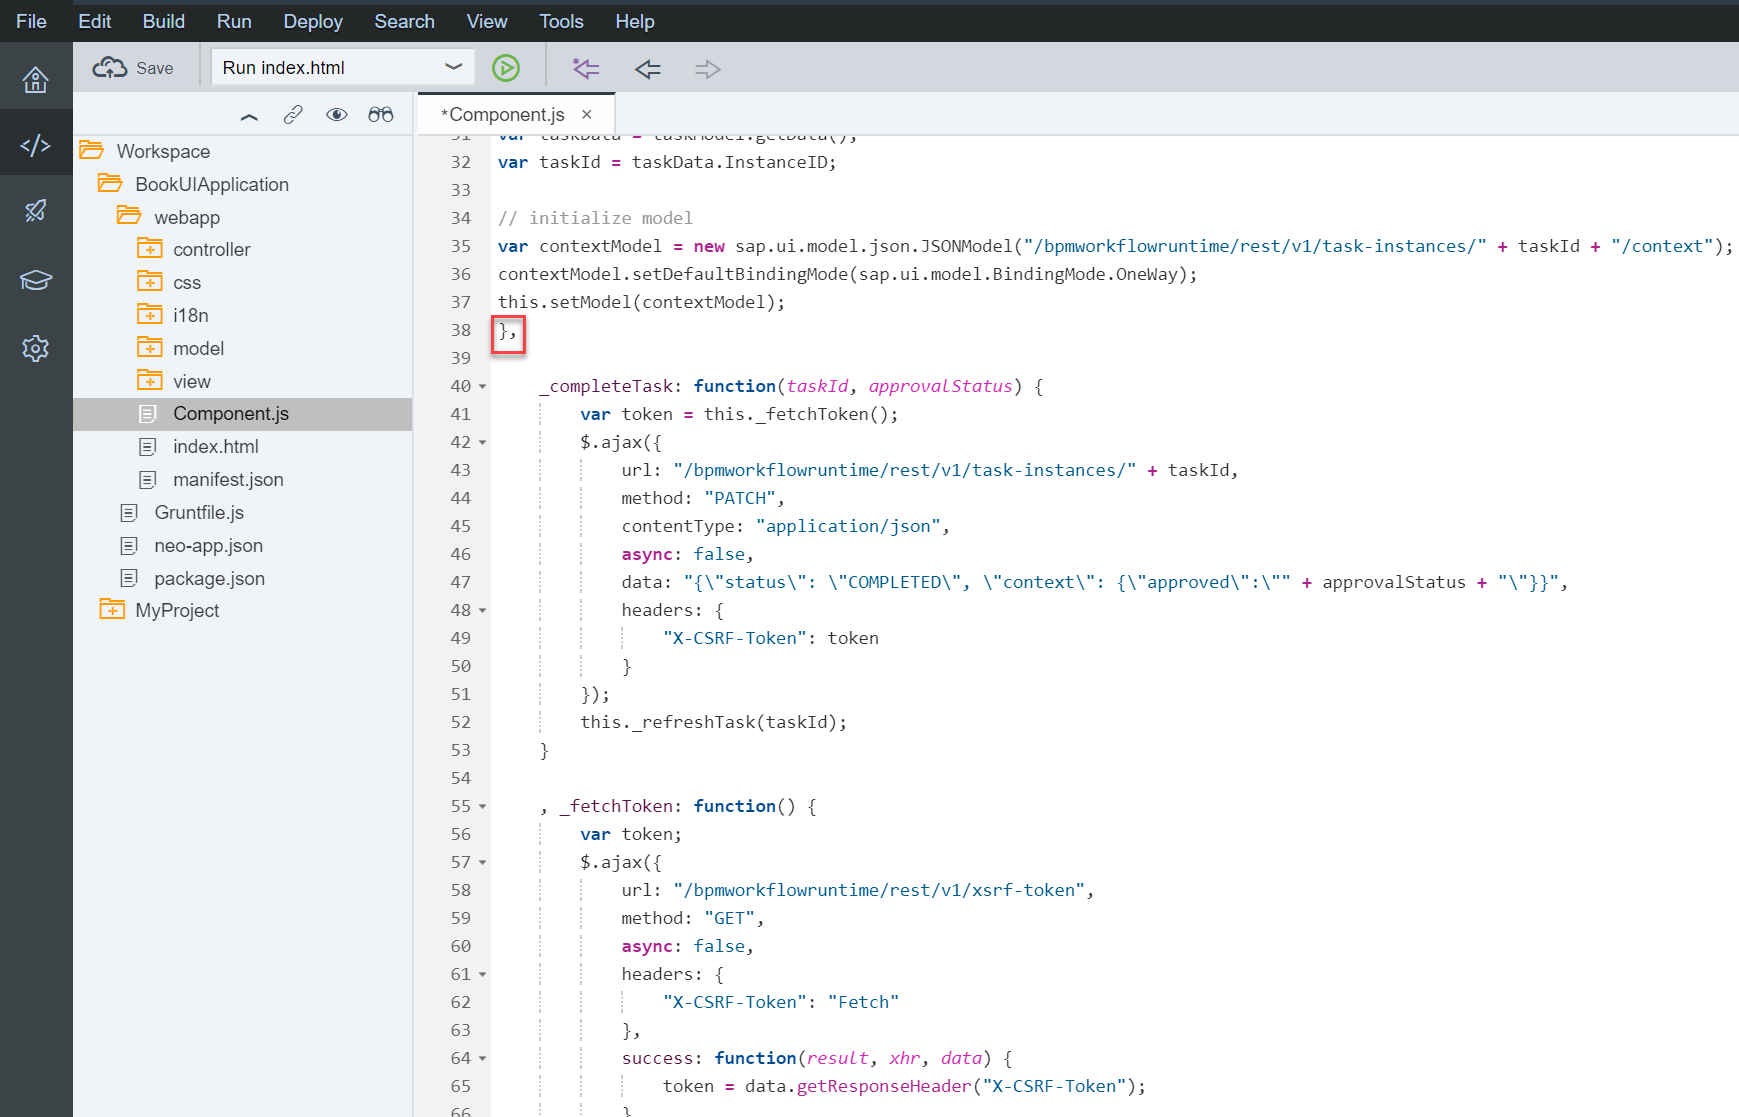 File Edit Build Run Deploy Search View Tools Help
Save Run index.html
*Component.js ×
Workspace
BookUIApplication
webapp
controller
css
i18n
model
view
Component.js
index.html
manifest.json
Gruntfile.js
neo-app.json
package.json
MyProject
31 var taskData = taskModel.getData();
32 var taskId = taskData.InstanceID;
33
34 // initialize model
35 var contextModel = new sap.ui.model.json.JSONModel("/bpmworkflowruntime/rest/v1/task-instances/" + taskId + "/context");
36 contextModel.setDefaultBindingMode(sap.ui.model.BindingMode.OneWay);
37 this.setModel(contextModel);
38 },
39
40 _completeTask: function(taskId, approvalStatus) {
41 var token = this._fetchToken();
42 $.ajax({
43 url: "/bpmworkflowruntime/rest/v1/task-instances/" + taskId,
44 method: "PATCH",
45 contentType: "application/json",
46 async: false,
47 data: "{\"status\": \"COMPLETED\", \"context\": {\"approved\":\"" + approvalStatus + "\"}}",
48 headers: {
49 "X-CSRF-Token": token
50 }
51 });
52 this._refreshTask(taskId);
53 }
54
55 , _fetchToken: function() {
56 var token;
57 $.ajax({
58 url: "/bpmworkflowruntime/rest/v1/xsrf-token",
59 method: "GET",
60 async: false,
61 headers: {
62 "X-CSRF-Token": "Fetch"
63 },
64 success: function(result, xhr, data) {
65 token = data.getResponseHeader("X-CSRF-Token");
66 }